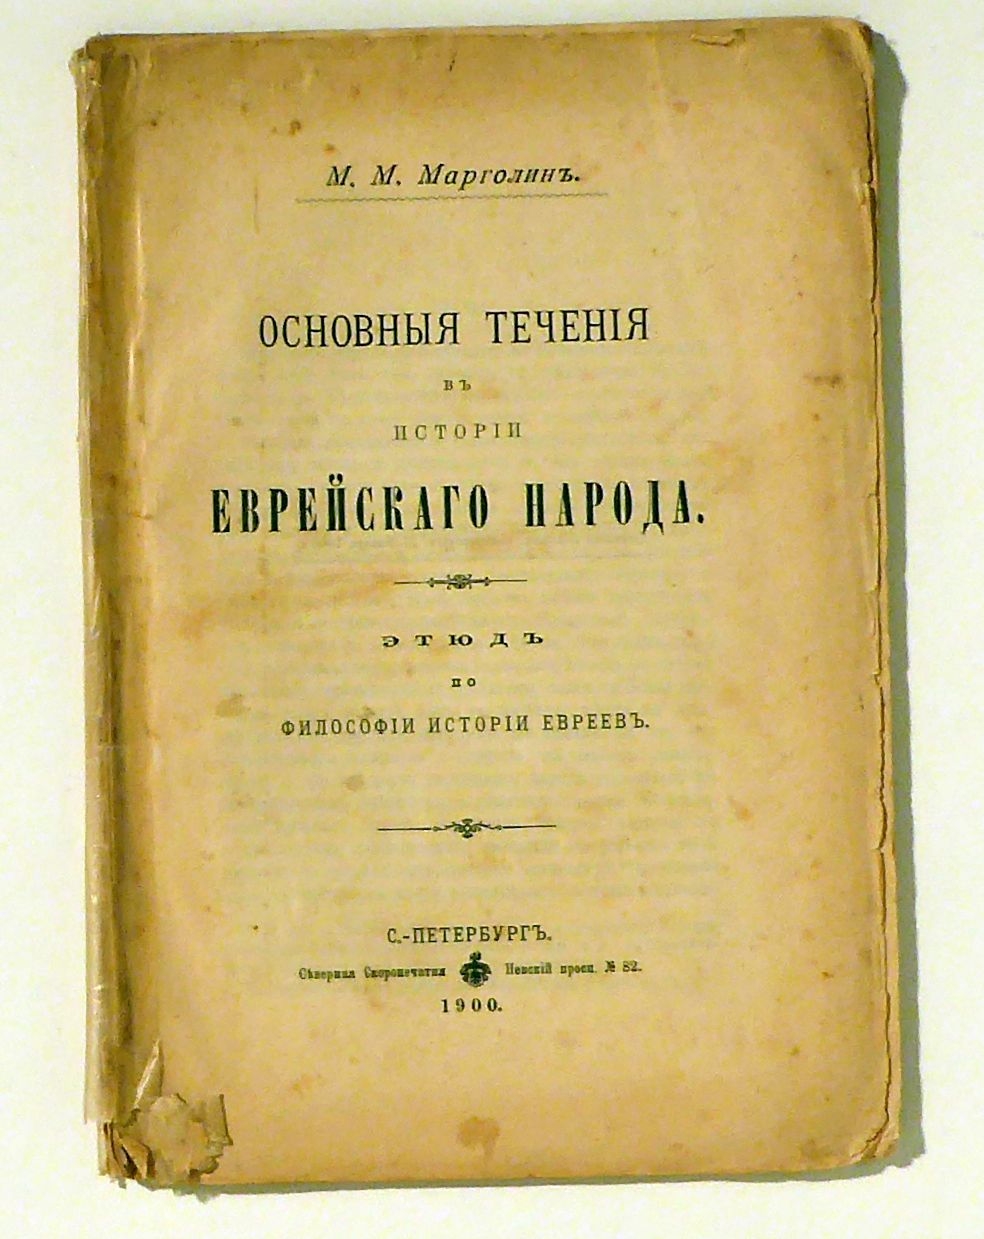 М. М. Марголинъ.
ОСНОВНЫЯ ТЕЧЕНІЯ
ВЪ
ИСТОРІИ
ЕВРЕЙСКАГО НАРОДА.
ЭТЮДЪ
ПО
ФИЛОСОФІИ ИСТОРІИ ЕВРЕЕВЪ.
С.-ПЕТЕРБУРГЪ.
Сѣверная Скоропечатня Невскій просп. № 82.
1900.